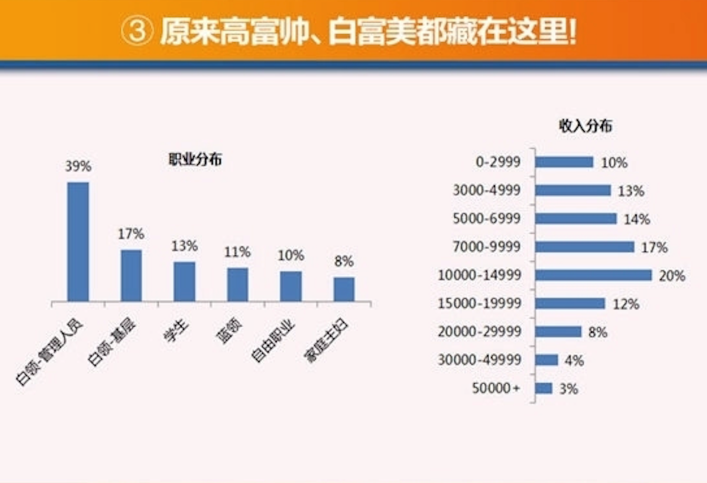 ③ 原来高富帅、白富美都藏在这里!
职业分布
39%
17%
13%
11%
10%
8%
白领-管理人员
白领-基层
学生
蓝领
自由职业
家庭主妇
收入分布
0-2999 10%
3000-4999 13%
5000-6999 14%
7000-9999 17%
10000-14999 20%
15000-19999 12%
20000-29999 8%
30000-49999 4%
50000+ 3%